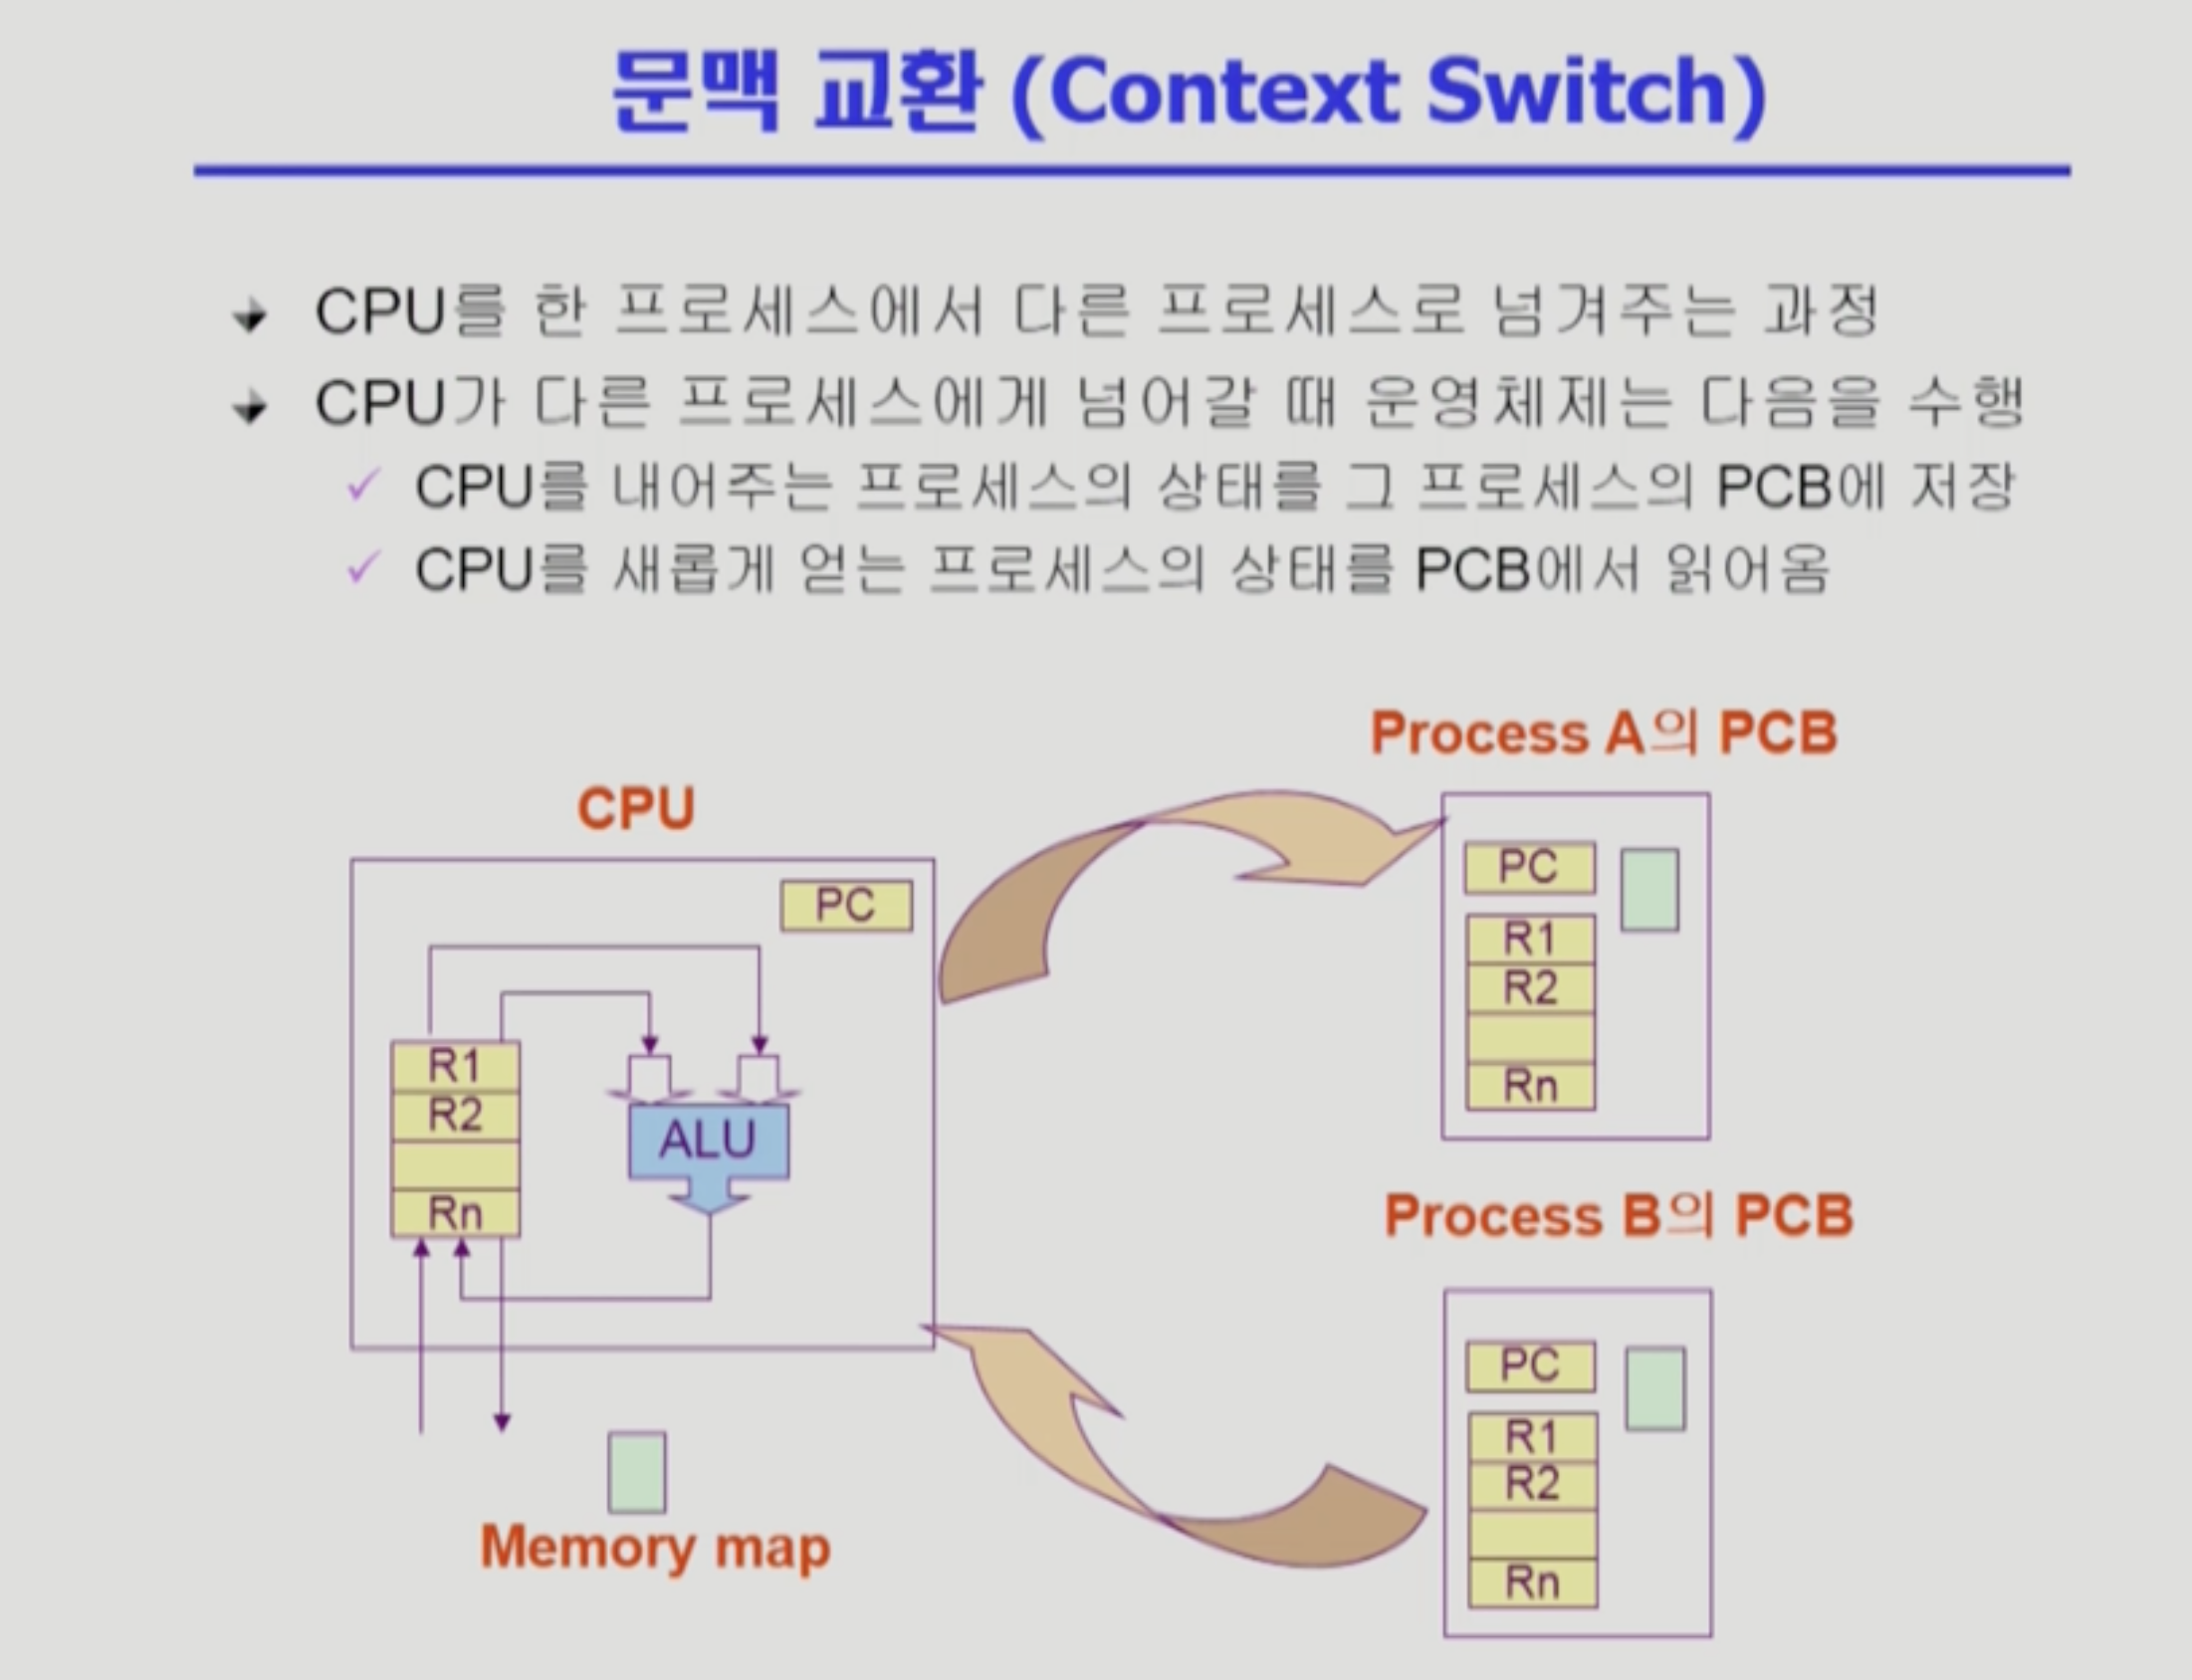 문맥 교환 (Context Switch)
CPU를 한 프로세스에서 다른 프로세스로 넘겨주는 과정
CPU가 다른 프로세스에게 넘어갈 때 운영체제는 다음을 수행
CPU를 내어주는 프로세스의 상태를 그 프로세스의 PCB에 저장
CPU를 새롭게 얻는 프로세스의 상태를 PCB에서 읽어옴
CPU
PC
R1
R2
Rn
ALU
Memory map
Process A의 PCB
PC
R1
R2
Rn
Process B의 PCB
PC
R1
R2
Rn